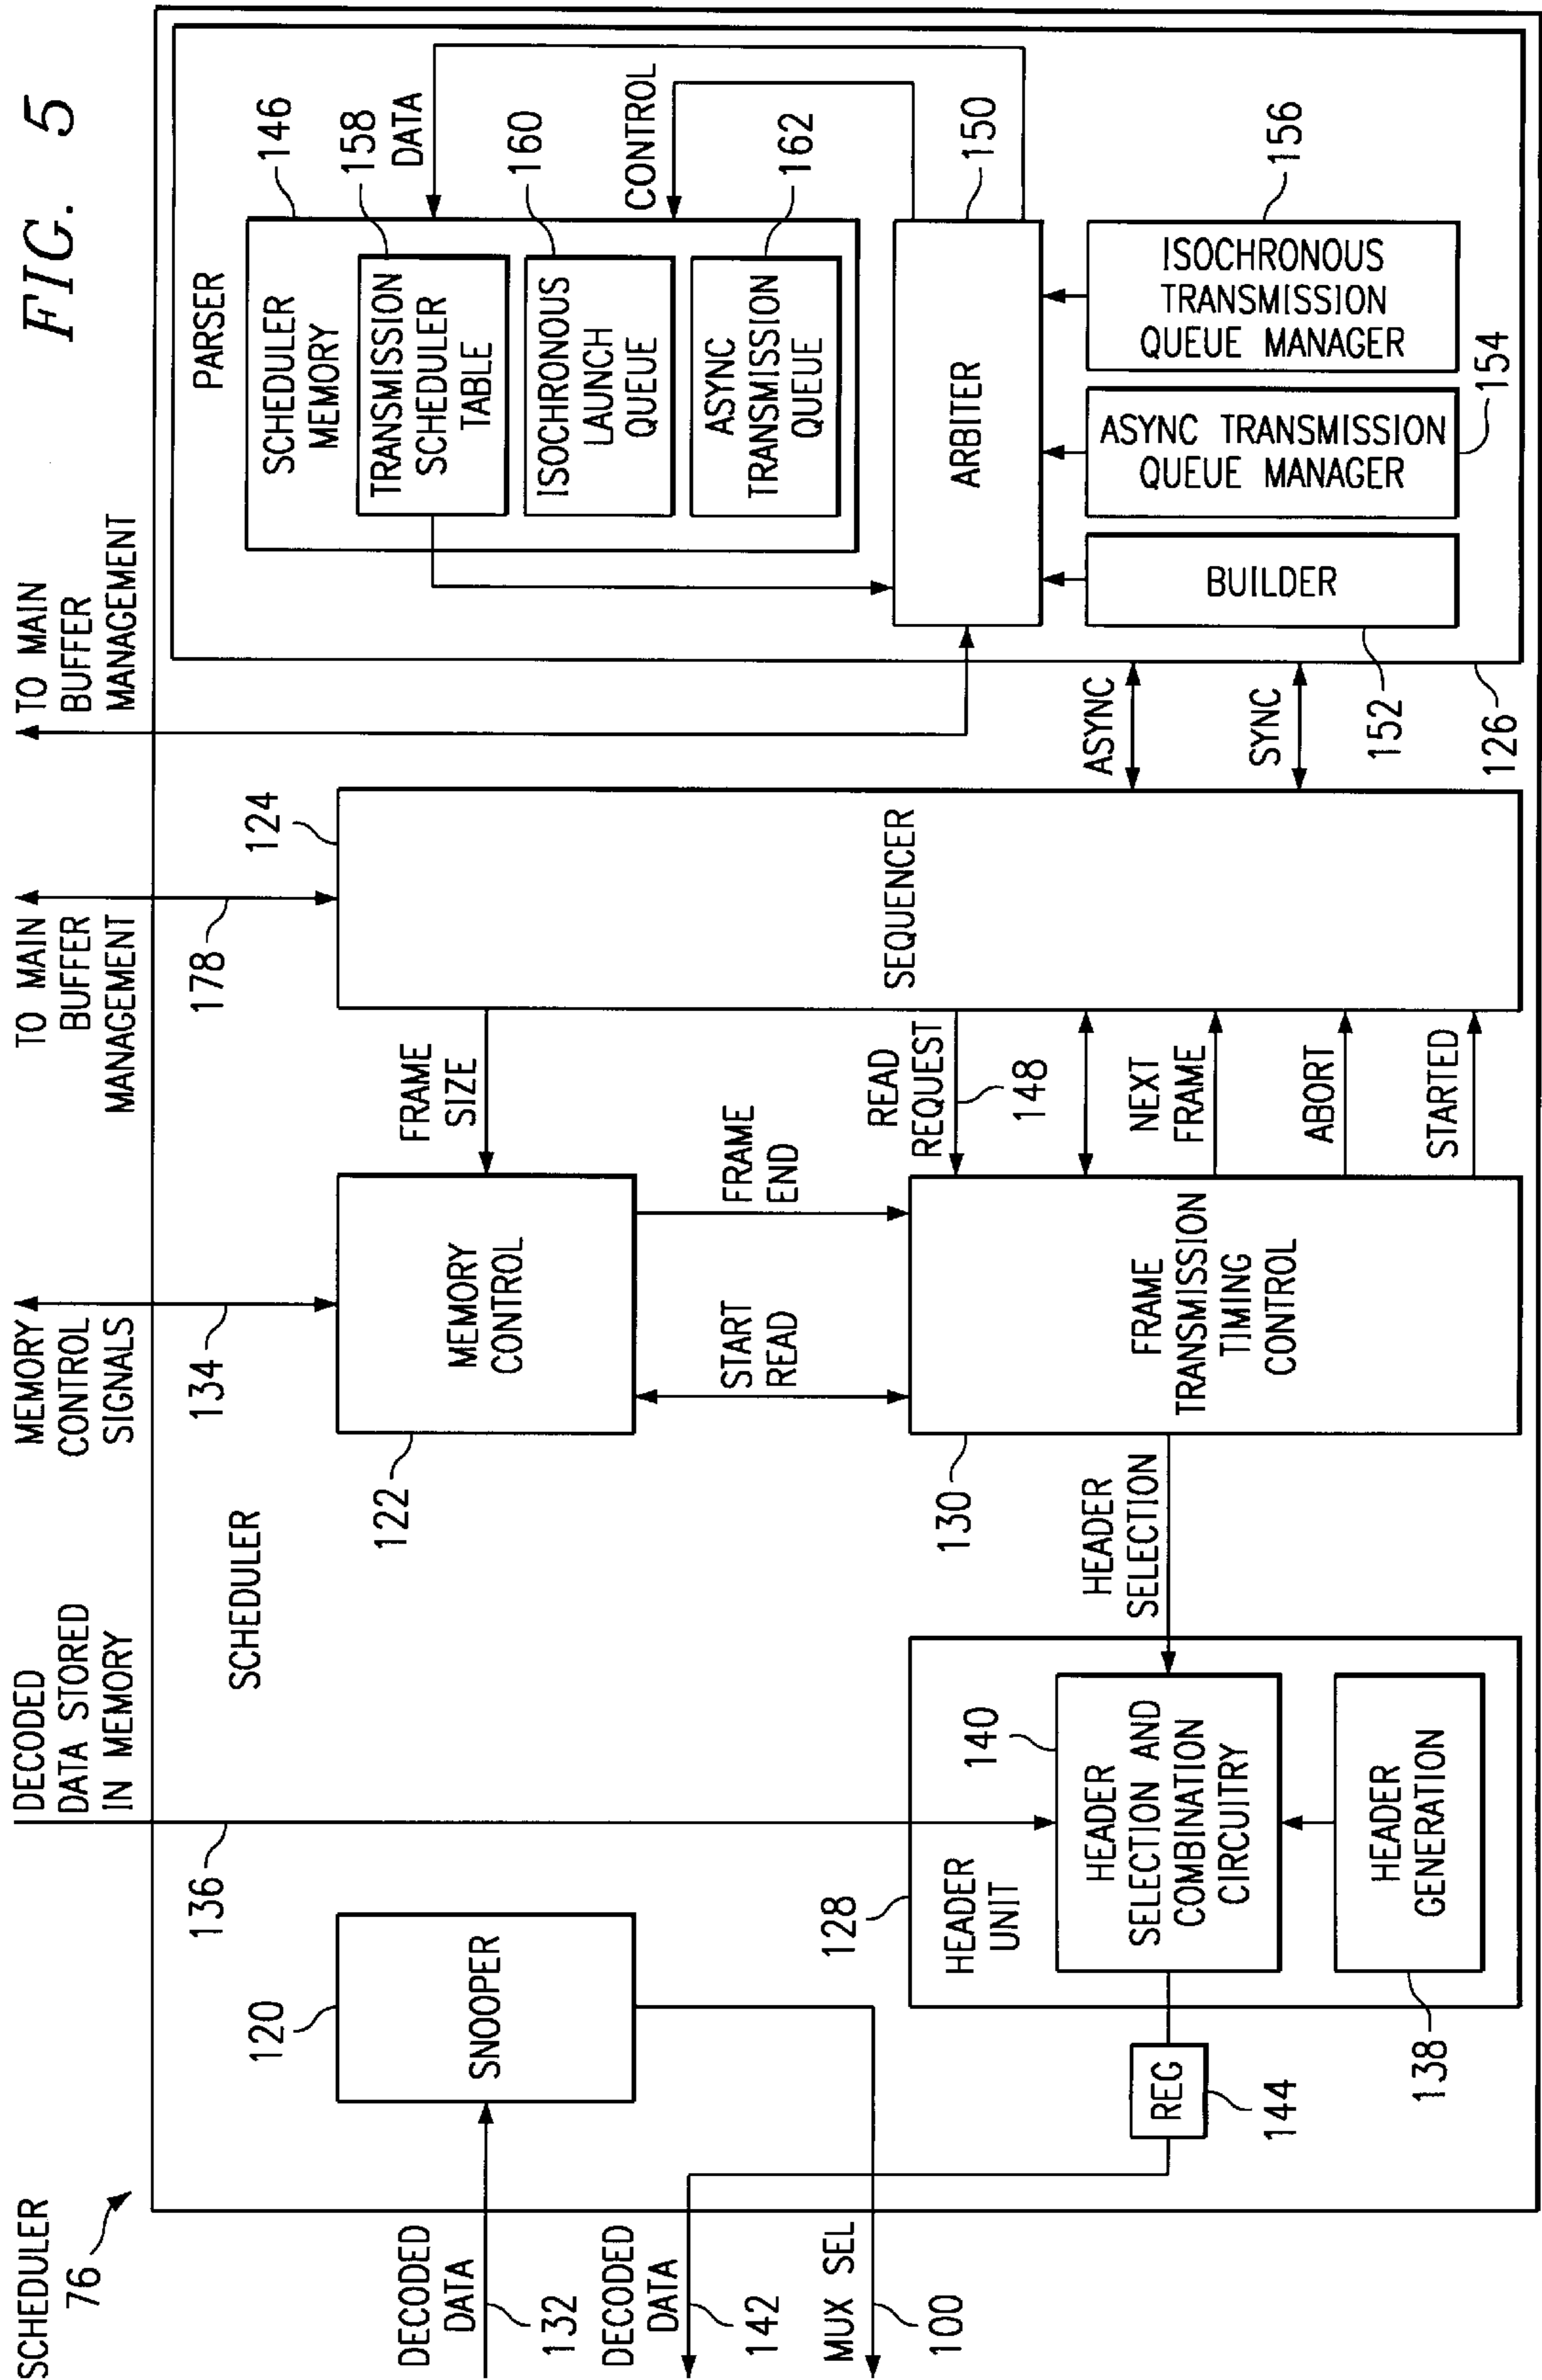 FIG. 5
SCHEDULER
76
DECODED
DATA STORED
IN MEMORY
136
MEMORY
CONTROL
SIGNALS
134
TO MAIN
BUFFER
MANAGEMENT
178
TO MAIN
BUFFER
MANAGEMENT
SCHEDULER
DECODED
DATA
132
DECODED
DATA
142
MUX SEL
100
120
SNOOPER
REG
144
128
HEADER
UNIT
140
HEADER
SELECTION AND
COMBINATION
CIRCUITRY
HEADER
GENERATION
138
HEADER
SELECTION
122
MEMORY
CONTROL
START
READ
FRAME
END
130
FRAME
TRANSMISSION
TIMING
CONTROL
FRAME
SIZE
READ
REQUEST
148
NEXT
FRAME
ABORT
STARTED
124
SEQUENCER
ASYNC
SYNC
126
PARSER
146
SCHEDULER
MEMORY
158
TRANSMISSION
SCHEDULER
TABLE
DATA
160
ISOCHRONOUS
LAUNCH
QUEUE
CONTROL
162
ASYNC
TRANSMISSION
QUEUE
150
ARBITER
152
BUILDER
154
ASYNC TRANSMISSION
QUEUE MANAGER
156
ISOCHRONOUS
TRANSMISSION
QUEUE MANAGER